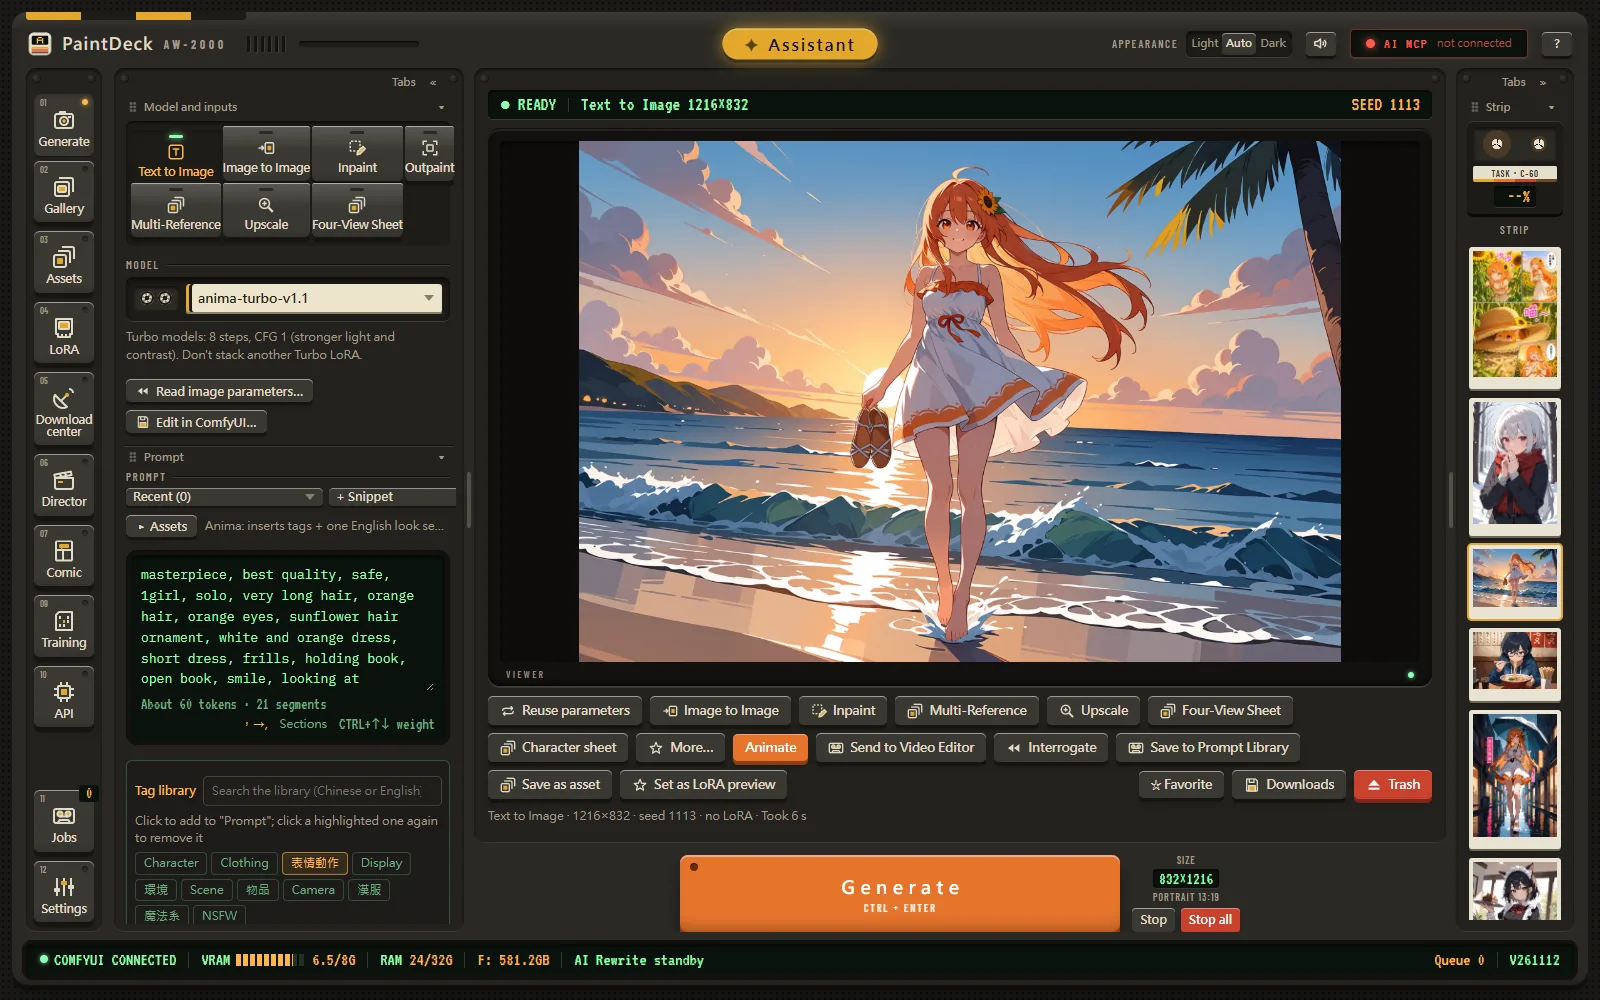 PaintDeck AW-2000
Assistant
APPEARANCE Light Auto Dark
AI MCP not connected
?
01
Generate
02
Gallery
03
Assets
04
LoRA
05
Download
center
06
Director
07
Comic
09
Training
10
API
11
0
Jobs
12
Settings
Tabs «
Model and inputs
Text to Image
Image to Image
Inpaint
Outpaint
Multi-Reference
Upscale
Four-View Sheet
MODEL
anima-turbo-v1.1
Turbo models: 8 steps, CFG 1 (stronger light and
contrast). Don't stack another Turbo LoRA.
Read image parameters...
Edit in ComfyUI...
Prompt
PROMPT
Recent (0)
+ Snippet
Assets
Anima: inserts tags + one English look se...
masterpiece, best quality, safe,
1girl, solo, very long hair, orange
hair, orange eyes, sunflower hair
ornament, white and orange dress,
short dress, frills, holding book,
open book, smile, looking at
About 60 tokens · 21 segments
Sections CTRL+↑↓ weight
Tag library
Search the library (Chinese or English)
Click to add to "Prompt"; click a highlighted one again
to remove it
Character Clothing 表情動作 Display
環境 Scene 物品 Camera 漢服
魔法系 NSFW
READY Text to Image 1216×832
SEED 1113
VIEWER
Reuse parameters
Image to Image
Inpaint
Multi-Reference
Upscale
Four-View Sheet
Character sheet
More...
Animate
Send to Video Editor
Interrogate
Save to Prompt Library
Save as asset
Set as LoRA preview
☆ Favorite
Downloads
Trash
Text to Image · 1216×832 · seed 1113 · no LoRA · Took 6 s
Generate
CTRL + ENTER
SIZE
832×1216
PORTRAIT 13:19
Stop
Stop all
Tabs »
Strip
TASK · C-60
--%
STRIP
COMFYUI CONNECTED
VRAM 6.5/8G
RAM 24/32G
F: 581.2GB
AI Rewrite standby
Queue 0
V261112